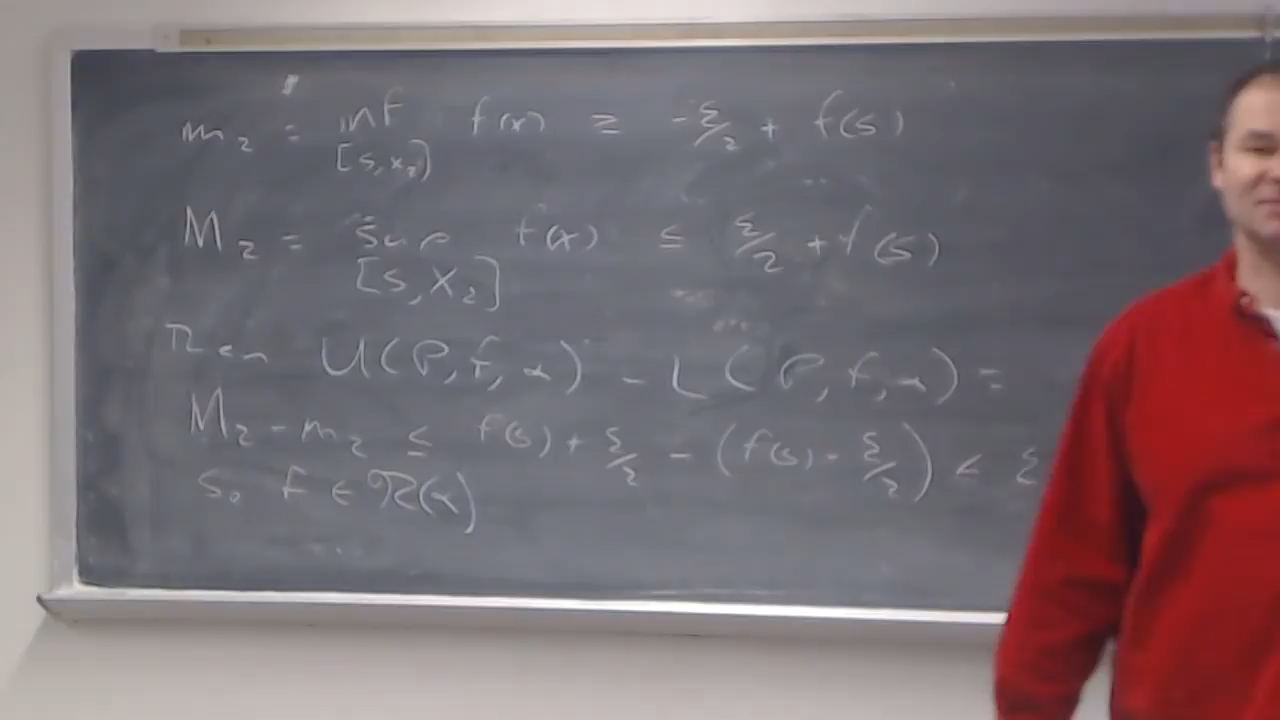 m₂ = inf f(x) ≥ -ε/2 + f(s)
[s, x₂]
M₂ = sup f(x) ≤ ε/2 + f(s)
[s, x₂]
Then U(P, f, α) - L(P, f, α) =
M₂ - m₂ ≤ f(s) + ε/2 - (f(s) - ε/2) ≤ ε
So f ∈ R(α)